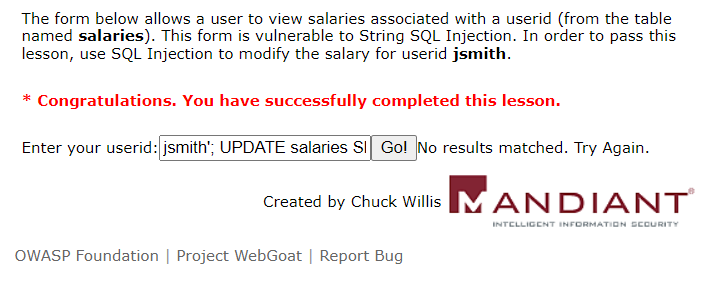 The form below allows a user to view salaries associated with a userid (from the table
named salaries). This form is vulnerable to String SQL Injection. In order to pass this
lesson, use SQL Injection to modify the salary for userid jsmith.
* Congratulations. You have successfully completed this lesson.
Enter your userid: jsmith'; UPDATE salaries SI Go! No results matched. Try Again.
Created by Chuck Willis MANDIANT®
INTELLIGENT INFORMATION SECURITY
OWASP Foundation | Project WebGoat | Report Bug